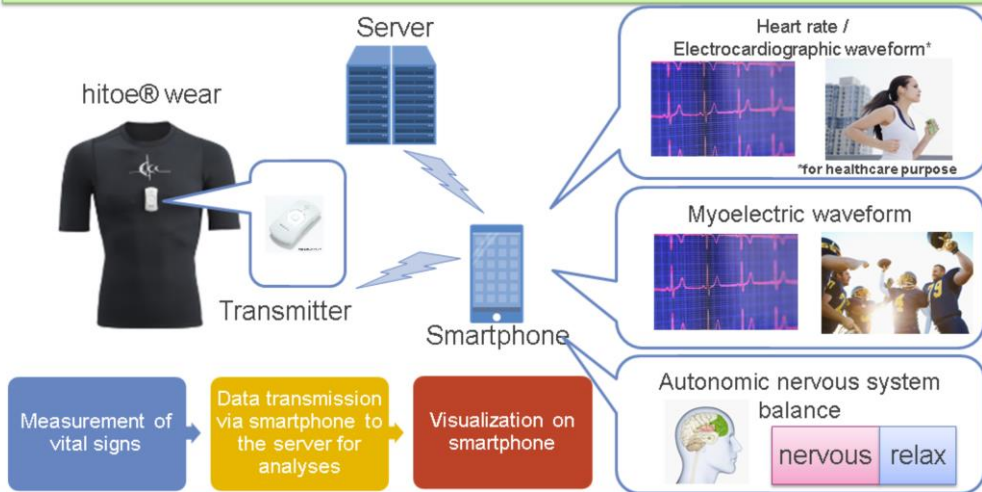 Server
hitoe® wear
Transmitter
Smartphone
Heart rate /
Electrocardiographic waveform*
*for healthcare purpose
Myoelectric waveform
Autonomic nervous system
balance
nervous
relax
Measurement of
vital signs
Data transmission
via smartphone to
the server for
analyses
Visualization on
smartphone